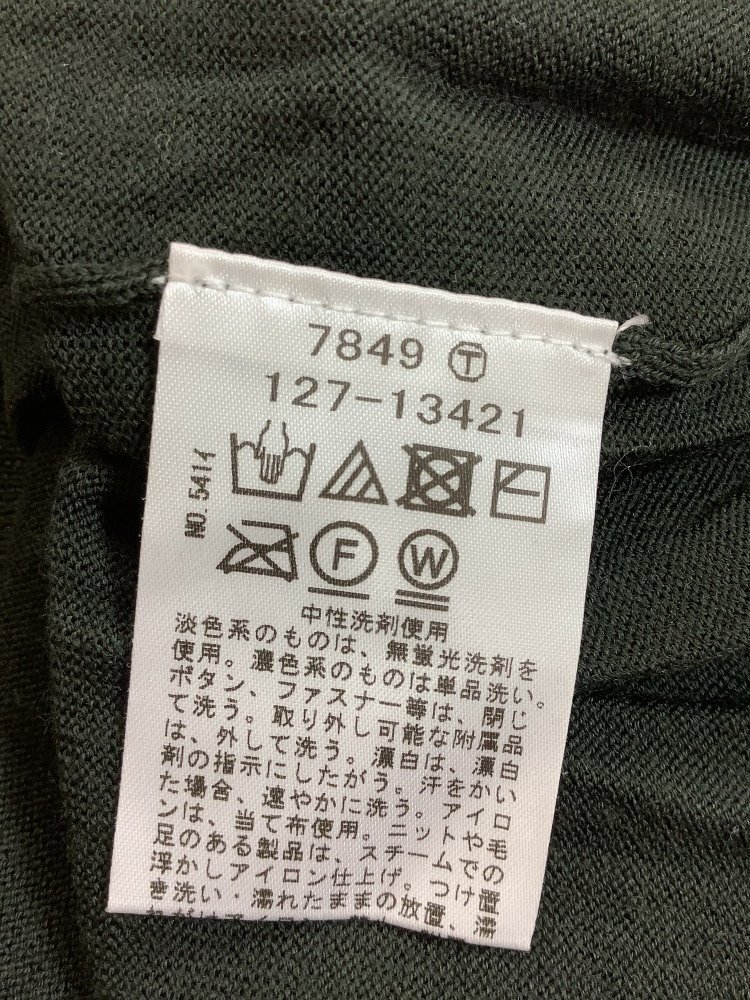 7849 Ⓣ
127-13421
NO. 541イ
F W
中性洗剤使用
淡色系のものは、無蛍光洗剤を
使用。濃色系のものは単品洗い。
ボタン、ファスナー等は、閉じ
て洗う。取り外し可能な附属品
は、外して洗う。漂白は、漂白
剤の指示にしたがう。汗をかい
た場合、速やかに洗う。アイロ
ンは、当て布使用。ニットや毛
足のある製品は、スチームでの
浮かしアイロン仕上げ。つけ置
き洗い・濡れたままの放置、濡